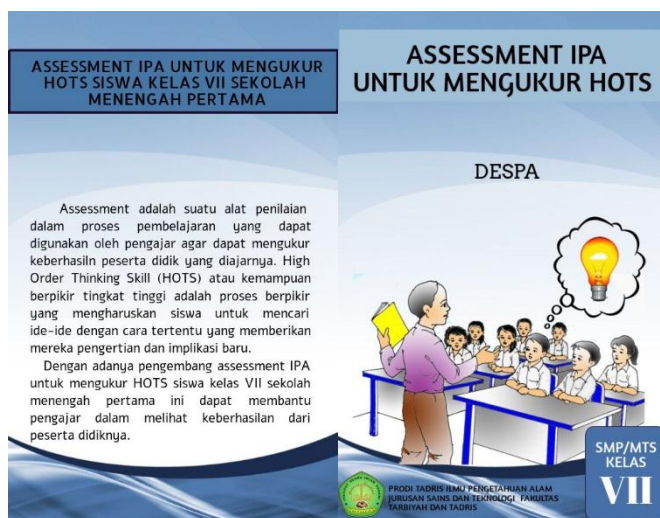 ASSESSMENT IPA UNTUK MENGUKUR
HOTS SISWA KELAS VII SEKOLAH
MENENGAH PERTAMA
Assessment adalah suatu alat penilaian
dalam proses pembelajaran yang dapat
digunakan oleh pengajar agar dapat mengukur
keberhasiln peserta didik yang diajarnya. High
Order Thinking Skill (HOTS) atau kemampuan
berpikir tingkat tinggi adalah proses berpikir
yang mengharuskan siswa untuk mencari
ide-ide dengan cara tertentu yang memberikan
mereka pengertian dan implikasi baru.
Dengan adanya pengembang assessment IPA
untuk mengukur HOTS siswa kelas VII sekolah
menengah pertama ini dapat membantu
pengajar dalam melihat keberhasilan dari
peserta didiknya.
ASSESSMENT IPA
UNTUK MENGUKUR HOTS
DESPA
SMP/MTS
KELAS
VII
PRODI TADRIS ILMU PENGETAHUAN ALAM
JURUSAN SAINS DAN TEKNOLOGI FAKULTAS
TARBIYAH DAN TADRIS